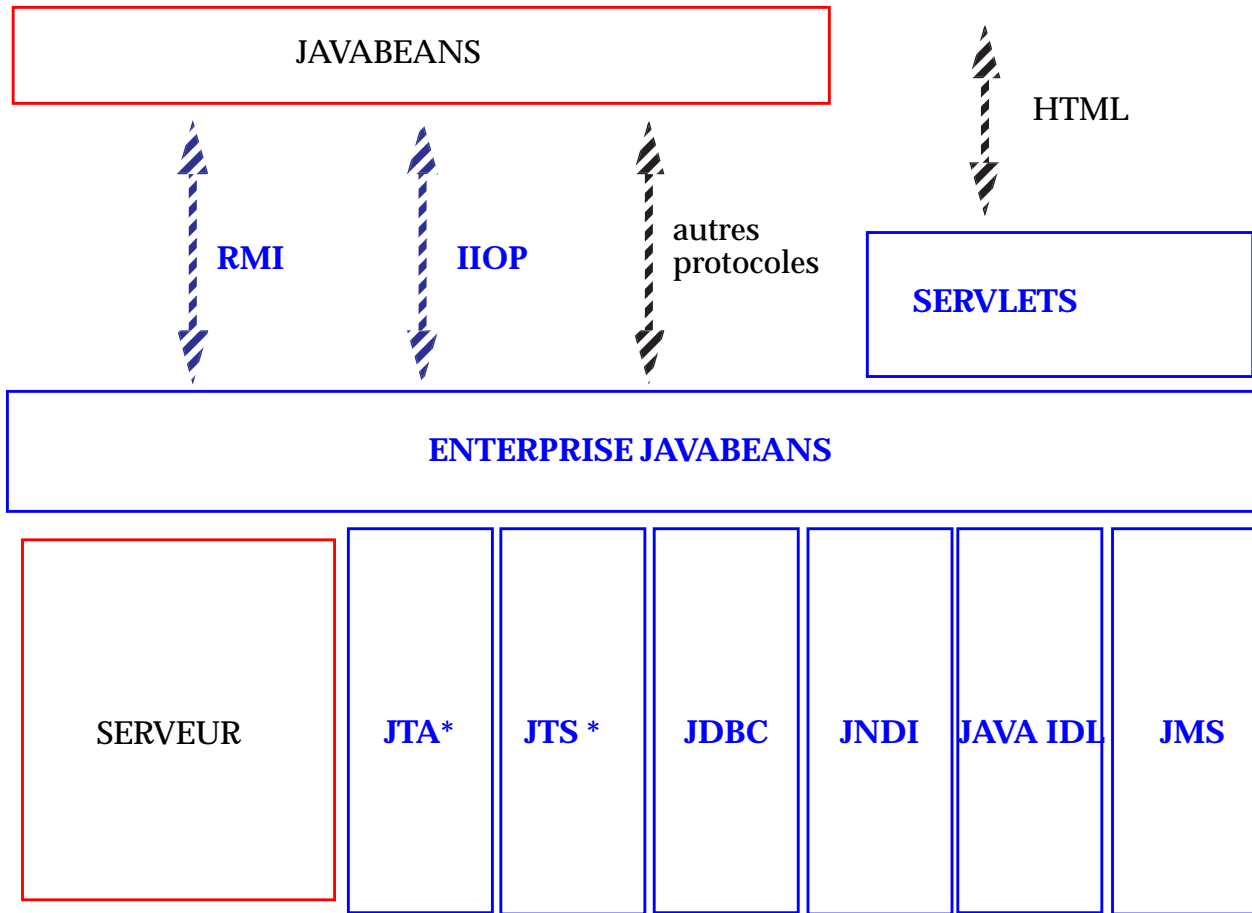 JAVABEANS
HTML
RMI
IIOP
autres
protocoles
SERVLETS
ENTERPRISE JAVABEANS
SERVEUR
JTA*
JTS *
JDBC
JNDI
JAVA IDL
JMS